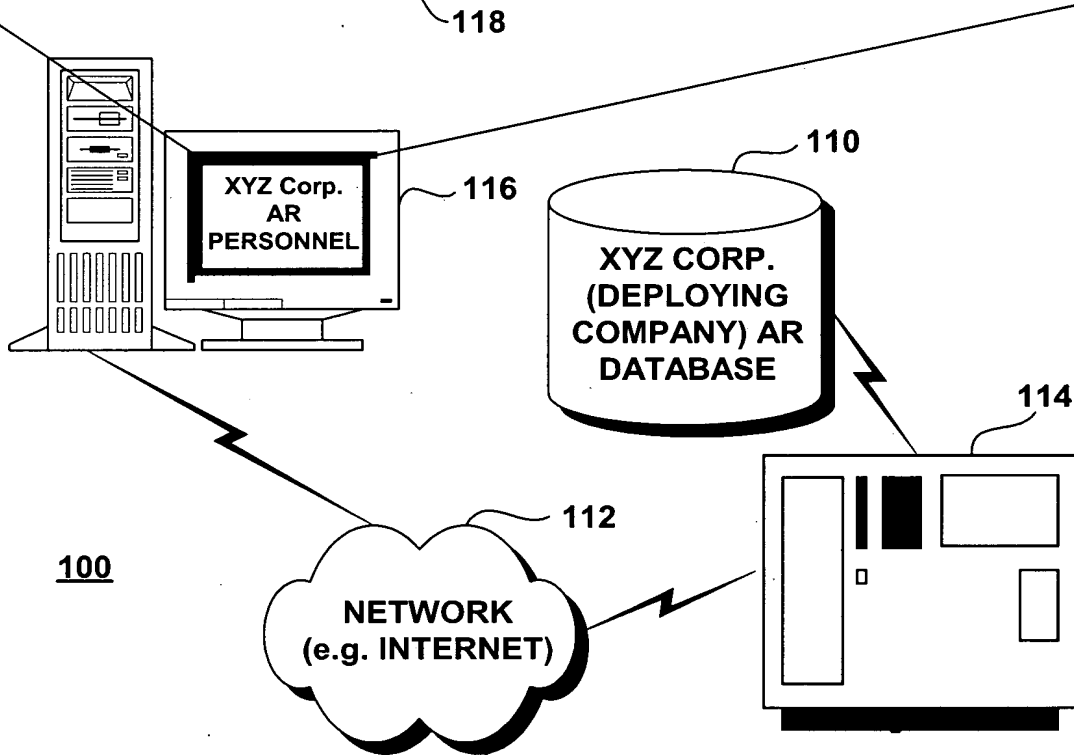 118
XYZ Corp.
AR
PERSONNEL
116
110
XYZ CORP.
(DEPLOYING
COMPANY) AR
DATABASE
114
112
100
NETWORK
(e.g. INTERNET)